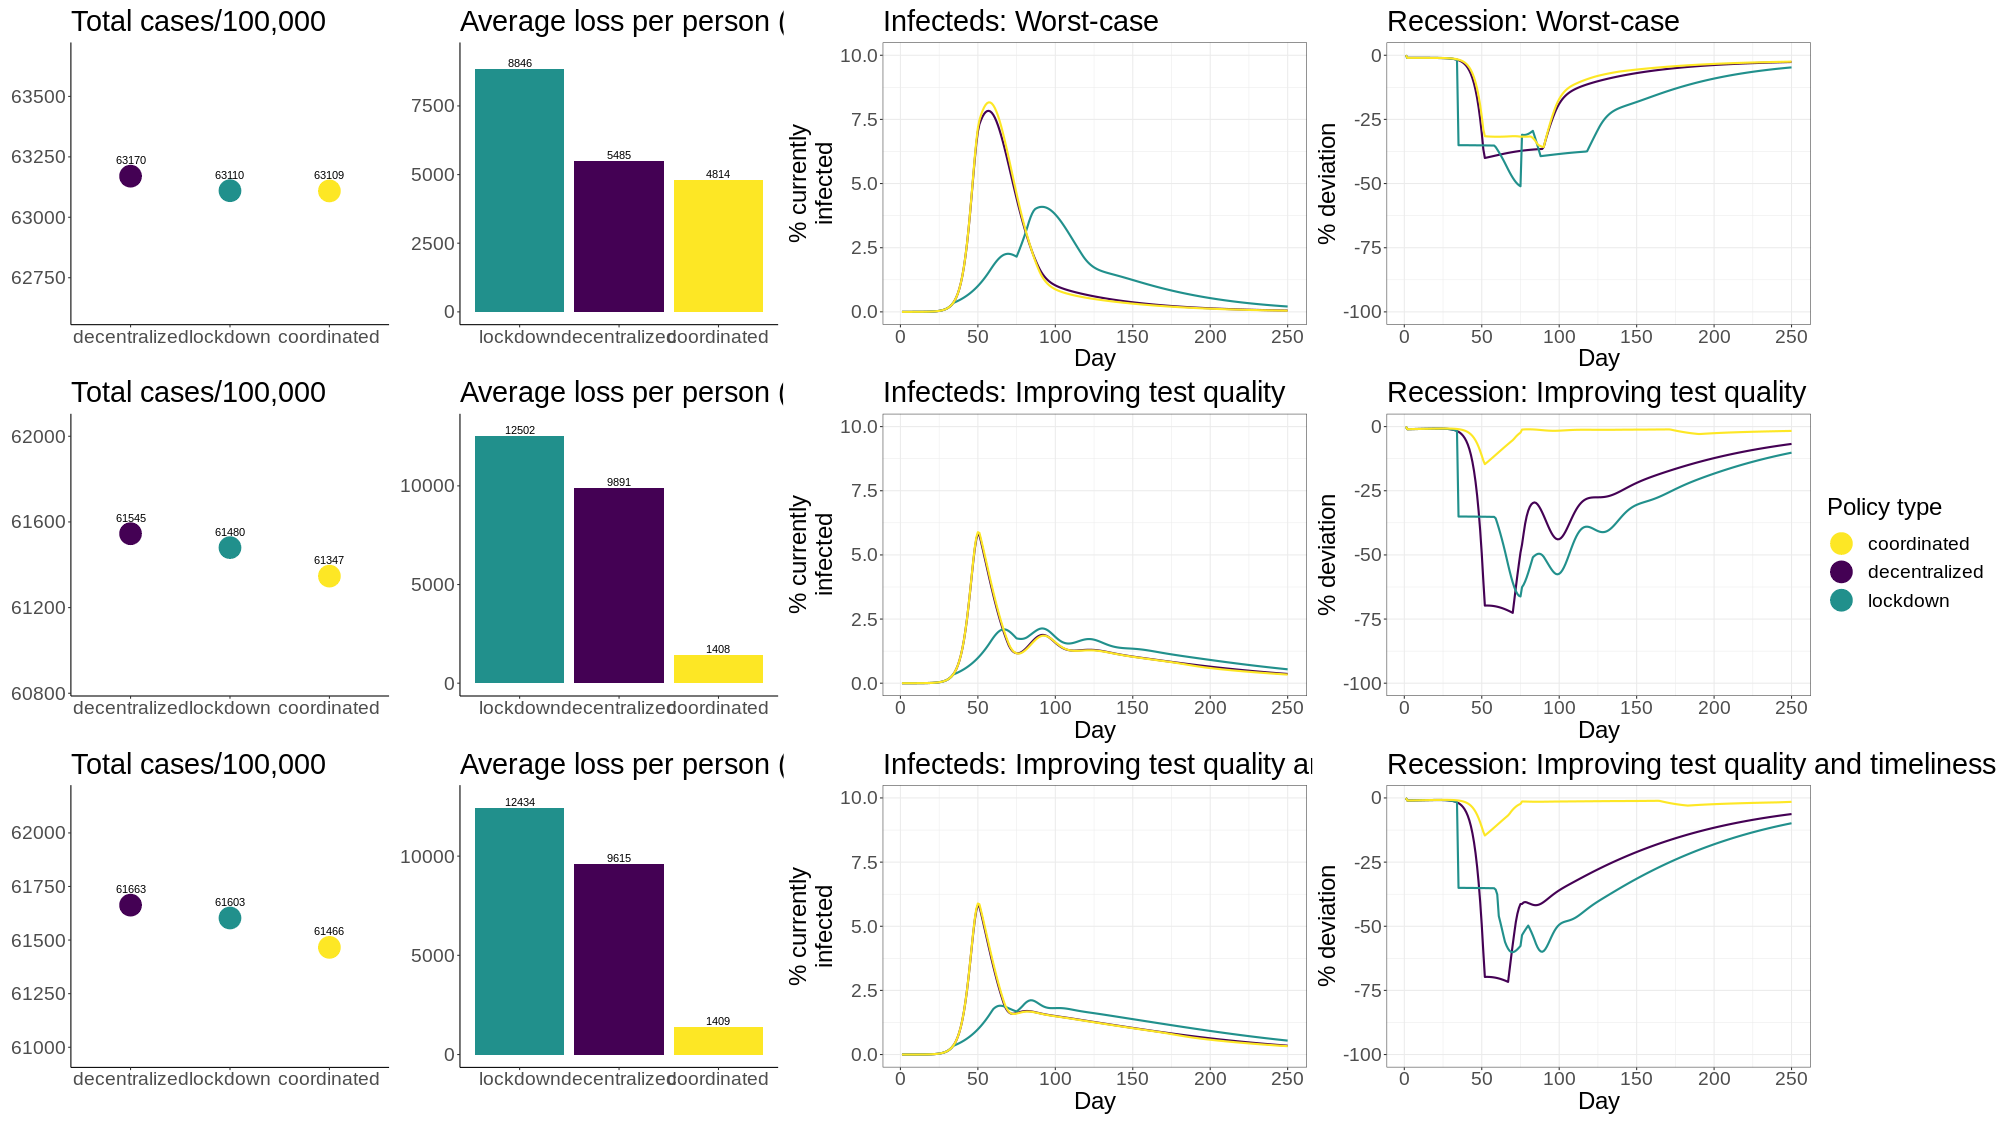 Total cases/100,000
63500
63250
63000
62750
63170
63110
63109
decentralized lockdown coordinated
Average loss per person (
7500
5000
2500
0
8846
5485
4814
lockdown decentralized coordinated
Infecteds: Worst-case
% currently
infected
10.0
7.5
5.0
2.5
0.0
0 50 100 150 200 250
Day
Recession: Worst-case
% deviation
0
-25
-50
-75
-100
0 50 100 150 200 250
Day
Total cases/100,000
62000
61600
61200
60800
61545
61480
61347
decentralized lockdown coordinated
Average loss per person (
10000
5000
0
12502
9891
1408
lockdown decentralized coordinated
Infecteds: Improving test quality
% currently
infected
10.0
7.5
5.0
2.5
0.0
0 50 100 150 200 250
Day
Recession: Improving test quality
% deviation
0
-25
-50
-75
-100
0 50 100 150 200 250
Day
Policy type
coordinated
decentralized
lockdown
Total cases/100,000
62000
61750
61500
61250
61000
61663
61603
61466
decentralized lockdown coordinated
Average loss per person (
10000
5000
0
12434
9615
1409
lockdown decentralized coordinated
Infecteds: Improving test quality
% currently
infected
10.0
7.5
5.0
2.5
0.0
0 50 100 150 200 250
Day
Recession: Improving test quality and timeliness
% deviation
0
-25
-50
-75
-100
0 50 100 150 200 250
Day